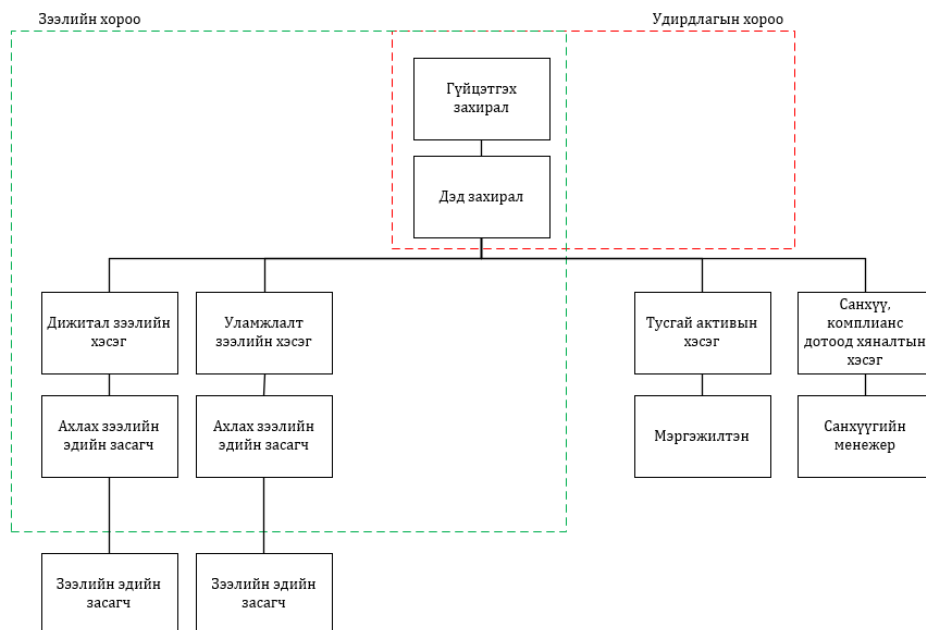 Зээлийн хороо
Удирдлагын хороо
Гүйцэтгэх
захирал
Дэд захирал
Дижитал зээлийн
хэсэг
Уламжлалт
зээлийн хэсэг
Тусгай активын
хэсэг
Санхүү,
комплианс
дотоод хяналтын
хэсэг
Ахлах зээлийн
эдийн засагч
Ахлах зээлийн
эдийн засагч
Мэргэжилтэн
Санхүүгийн
менежер
Зээлийн эдийн
засагч
Зээлийн эдийн
засагч